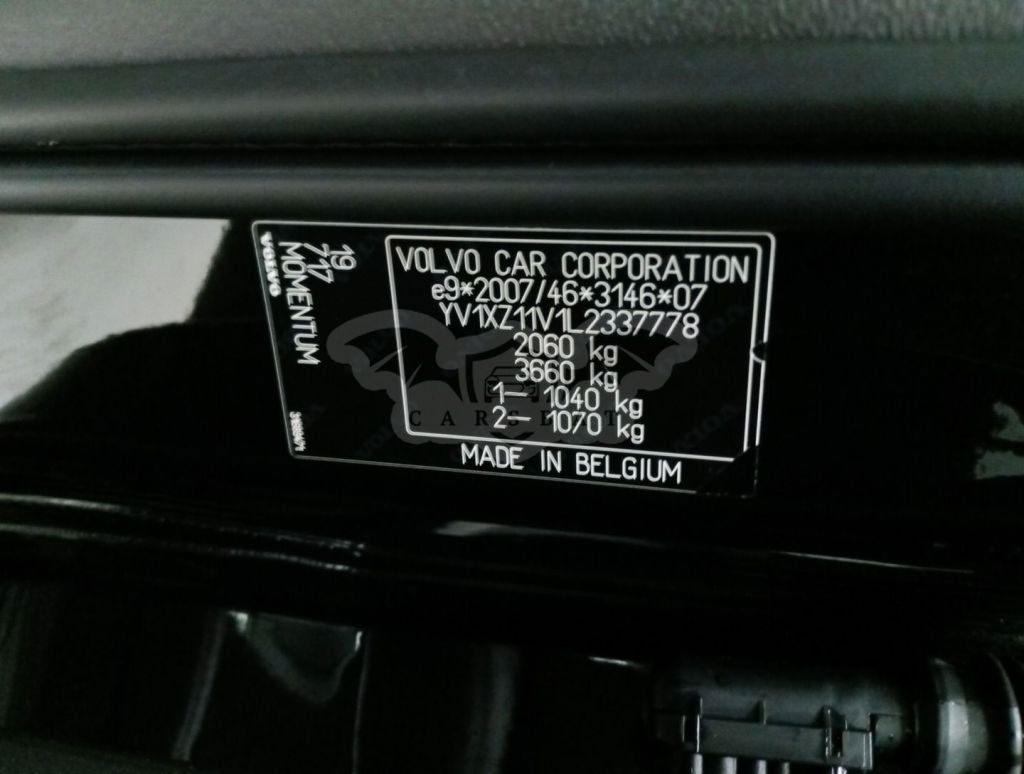 VOLVO CAR CORPORATION
e9*2007/46*3146*07
YV1XZ11V1L2337778
2060 kg
3660 kg
1– 1040 kg
2– 1070 kg
MADE IN BELGIUM
19
717
MOMENTUM
VOLVO